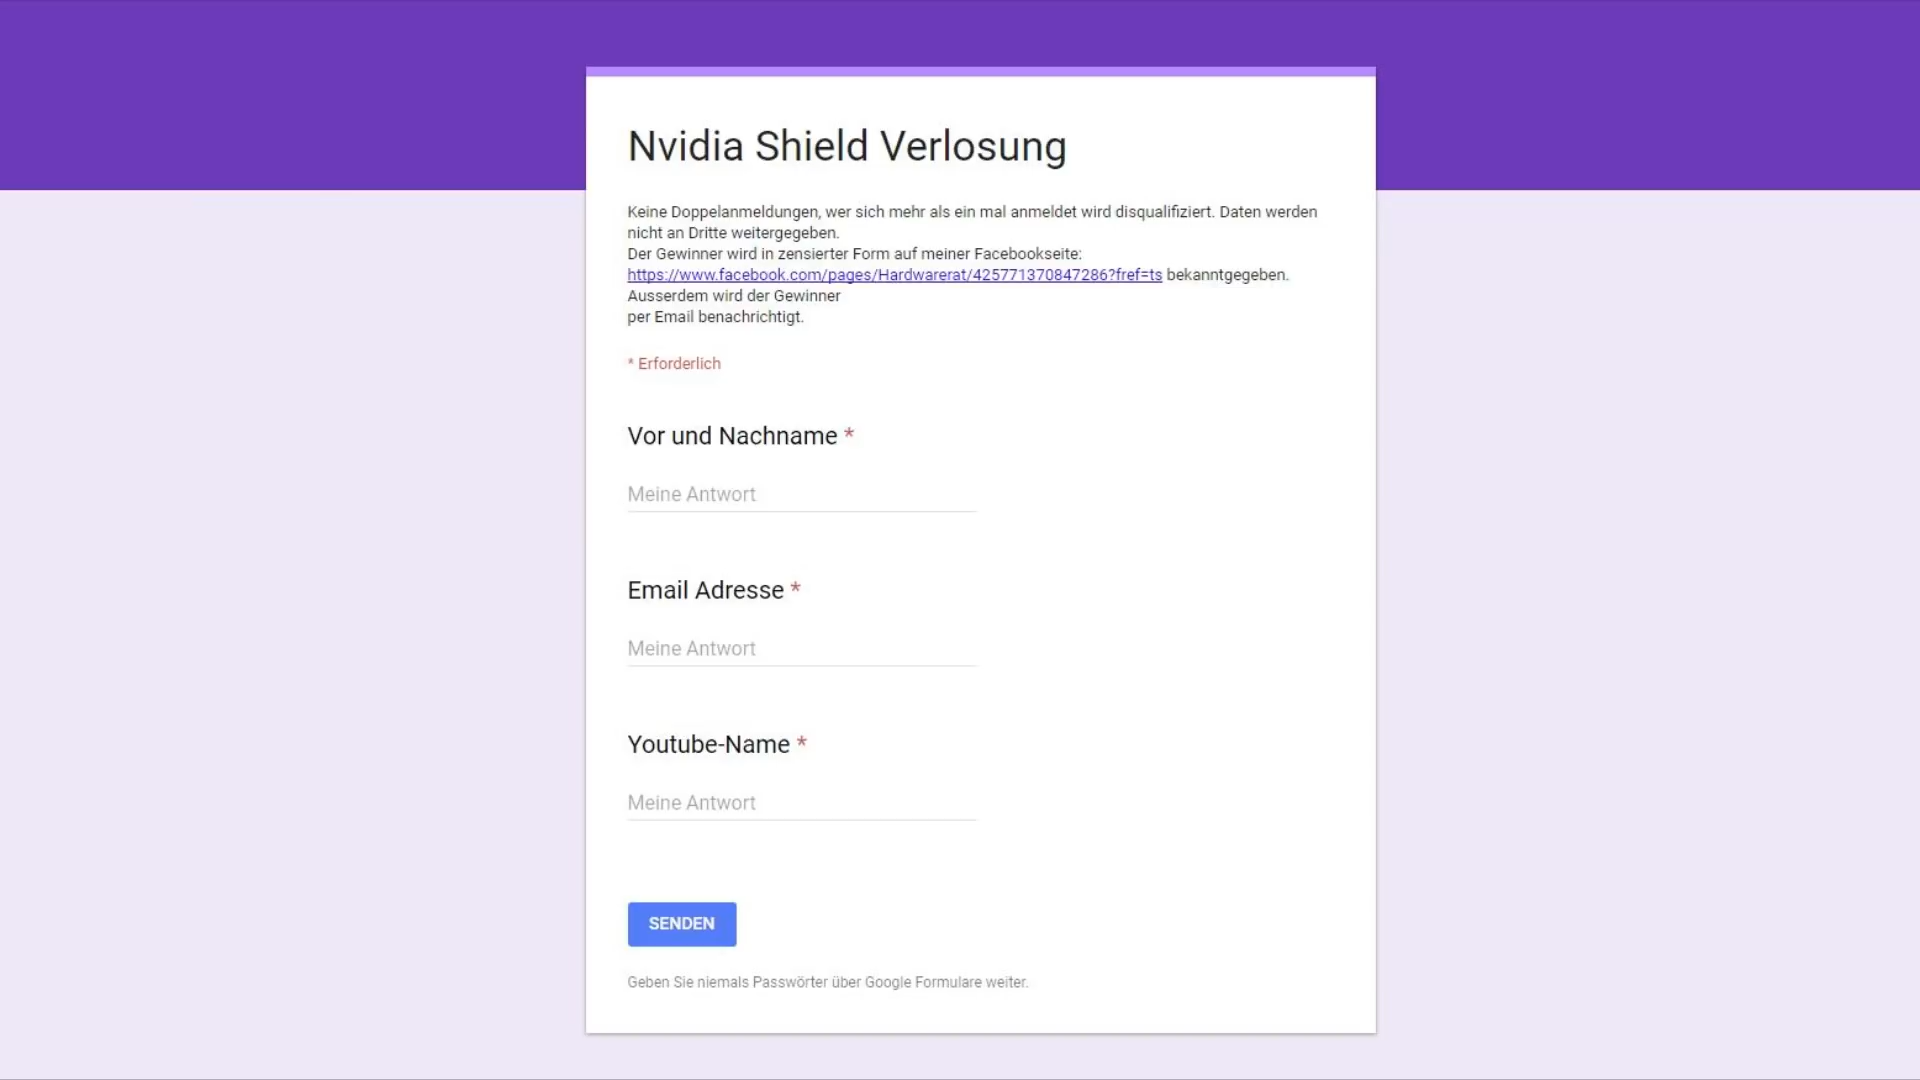 Nvidia Shield Verlosung
Keine Doppelanmeldungen, wer sich mehr als ein mal anmeldet wird disqualifiziert. Daten werden
nicht an Dritte weitergegeben.
Der Gewinner wird in zensierter Form auf meiner Facebookseite:
https://www.facebook.com/pages/Hardwarerat/425771370847286?fref=ts bekanntgegeben.
Ausserdem wird der Gewinner
per Email benachrichtigt.
* Erforderlich
Vor und Nachname *
Meine Antwort
Email Adresse *
Meine Antwort
Youtube-Name *
Meine Antwort
SENDEN
Geben Sie niemals Passwörter über Google Formulare weiter.